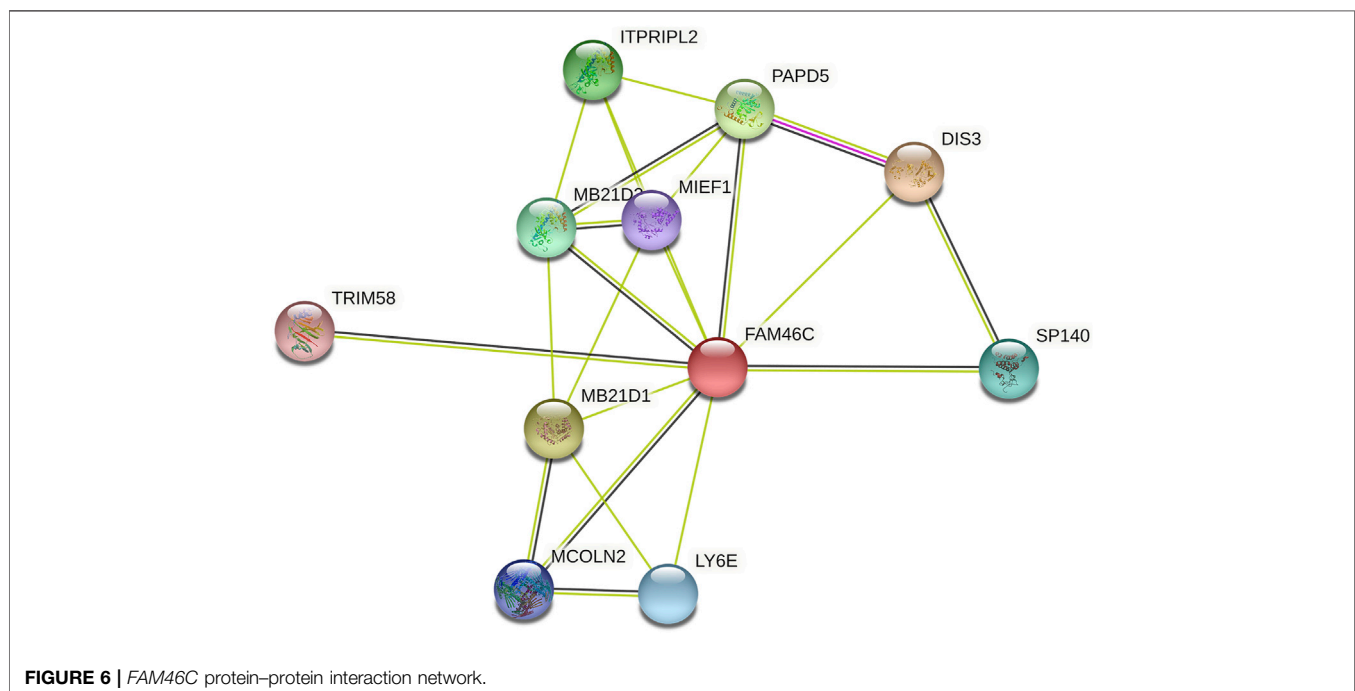 ITPRIPL2
PAPD5
DIS3
MB21D2
MIEF1
TRIM58
FAM46C
SP140
MB21D1
MCOLN2
LY6E
FIGURE 6 | FAM46C protein–protein interaction network.